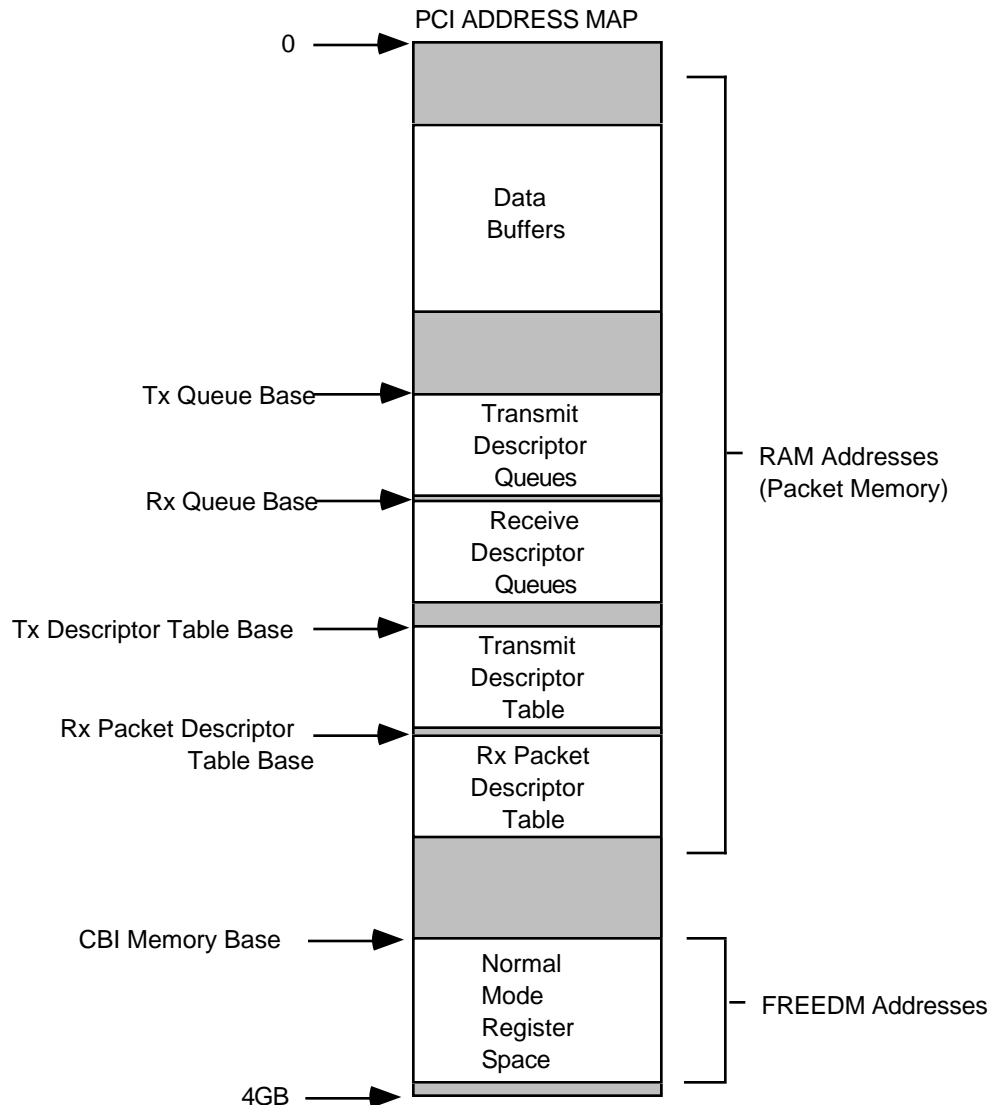 PCI ADDRESS MAP
0
Data
Buffers
Tx Queue Base
Transmit
Descriptor
Queues
RAM Addresses
(Packet Memory)
Rx Queue Base
Receive
Descriptor
Queues
Tx Descriptor Table Base
Transmit
Descriptor
Table
Rx Packet Descriptor
Table Base
Rx Packet
Descriptor
Table
CBI Memory Base
Normal
Mode
Register
Space
FREEDM Addresses
4GB